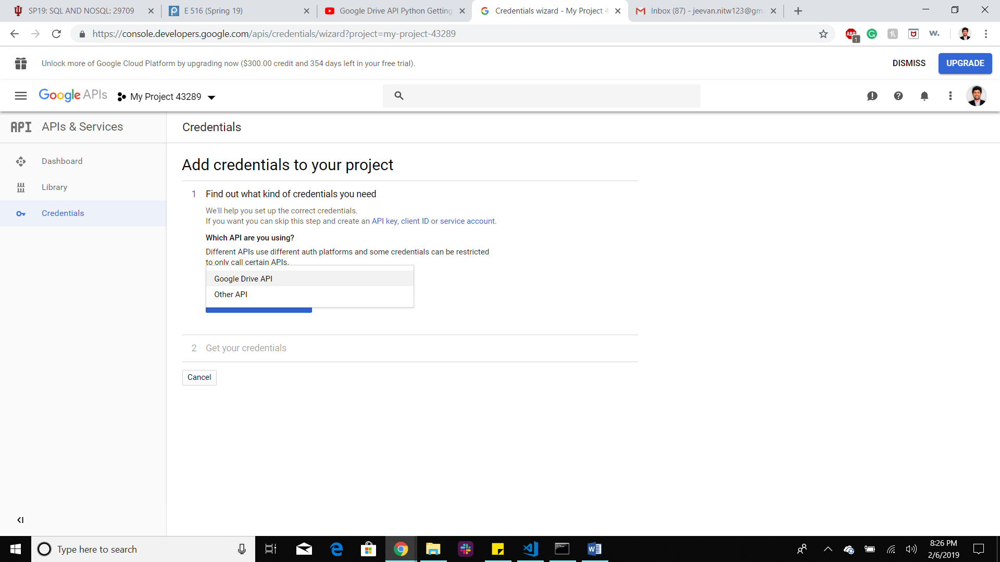 SP19: SQL AND NOSQL: 29709
E 516 (Spring 19)
Google Drive API Python Getting
Credentials wizard - My Project 4
Inbox (87) - jeevan.nitw123@gm
https://console.developers.google.com/apis/credentials/wizard?project=my-project-43289
ABP
1
w.
Unlock more of Google Cloud Platform by upgrading now ($300.00 credit and 354 days left in your free trial).
DISMISS
UPGRADE
Google APIs
My Project 43289
API
APIs & Services
Credentials
Dashboard
Library
Credentials
Add credentials to your project
1 Find out what kind of credentials you need
We'll help you set up the correct credentials.
If you want you can skip this step and create an API key, client ID or service account.
Which API are you using?
Different APIs use different auth platforms and some credentials can be restricted
to only call certain APIs.
Google Drive API
Other API
2 Get your credentials
Cancel
Type here to search
8:26 PM
2/6/2019